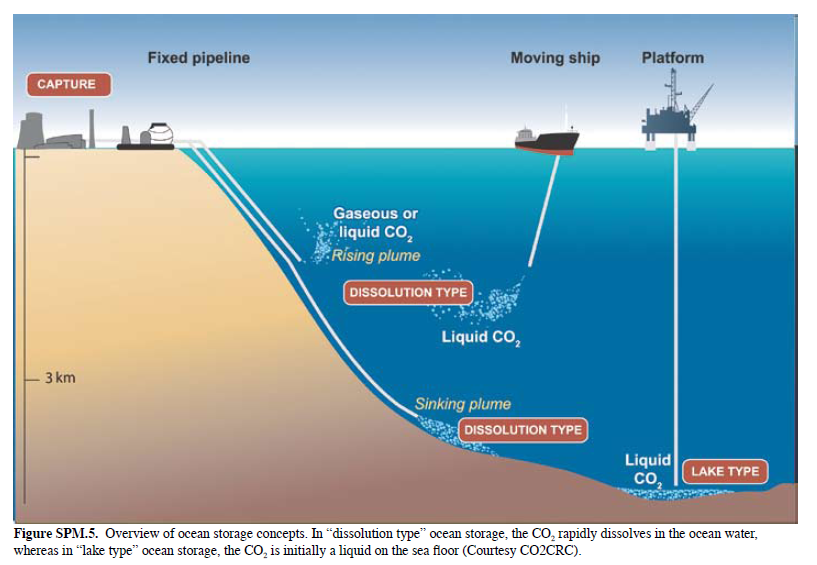 Fixed pipeline
Moving ship
Platform
CAPTURE
Gaseous or
liquid CO₂
Rising plume
DISSOLUTION TYPE
Liquid CO₂
3 km
Sinking plume
DISSOLUTION TYPE
Liquid
CO₂
LAKE TYPE
Figure SPM.5. Overview of ocean storage concepts. In “dissolution type” ocean storage, the CO₂ rapidly dissolves in the ocean water,
whereas in “lake type” ocean storage, the CO₂ is initially a liquid on the sea floor (Courtesy CO2CRC).